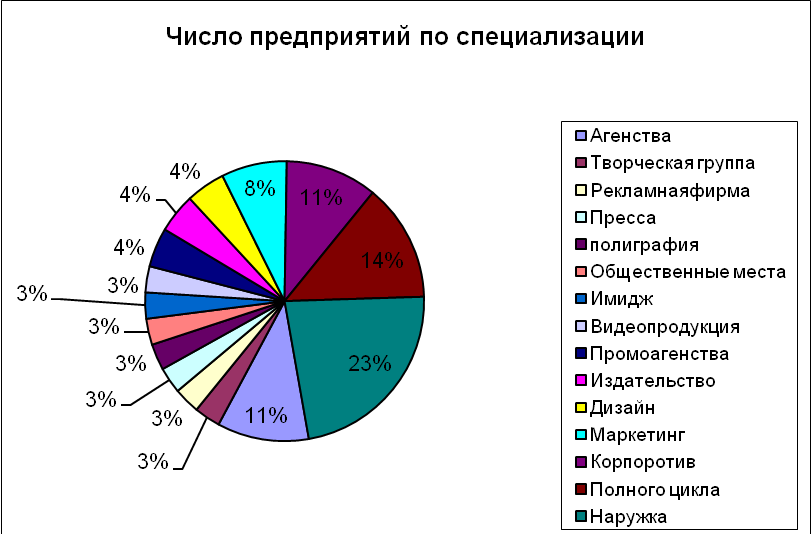 Число предприятий по специализации
4%
8%
11%
4%
14%
4%
3%
3%
3%
23%
3%
3%
3%
11%
3%
Агенства
Творческая группа
Рекламнаяфирма
Пресса
полиграфия
Общественные места
Имидж
Видеопродукция
Промоагенства
Издательство
Дизайн
Маркетинг
Корпоротив
Полного цикла
Наружка